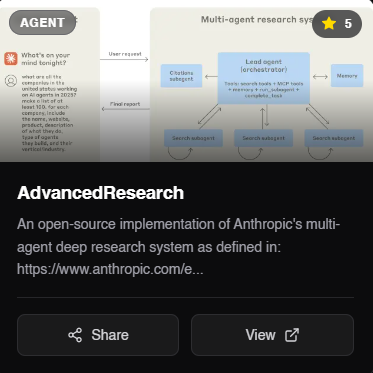 AGENT
5
Multi-agent research sys
What's on your
mind tonight?
what are all the
companies in the
united states working
on AI agents in 2025?
make a list of at
least 100. for each
company, include
the name, website,
product, description
of what they do,
type of agents
they build, and their
vertical/industry.
User request
Final report
Citations
subagent
Lead agent
(orchestrator)
Tools: search tools + MCP tools
+ memory + run_subagent +
complete_task
Memory
Search subagent
Search subagent
Search subagent
AdvancedResearch
An open-source implementation of Anthropic's multi-
agent deep research system as defined in:
https://www.anthropic.com/e...
Share
View